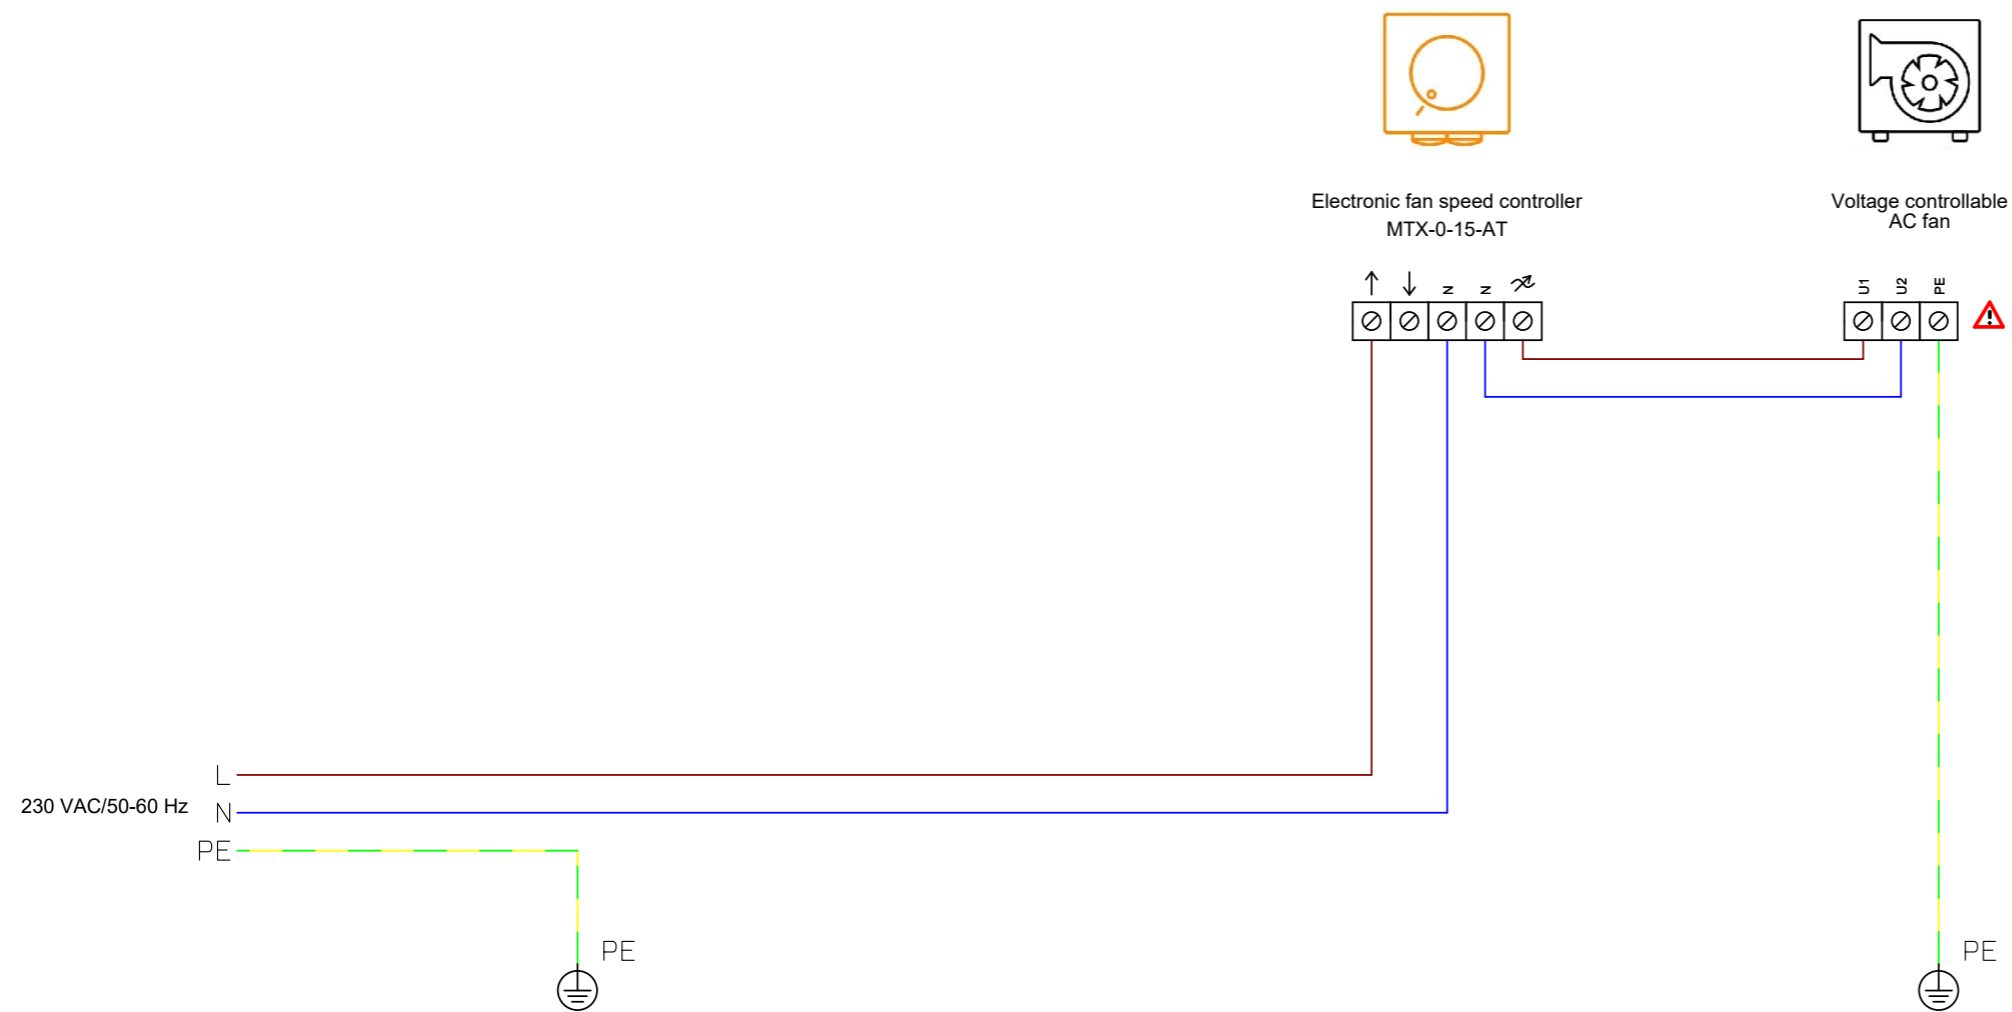 Electronic fan speed controller
MTX-0-15-AT
Voltage controllable
AC fan
N
N
U1
U2
PE
L
230 VAC/50-60 Hz
N
PE
PE
PE